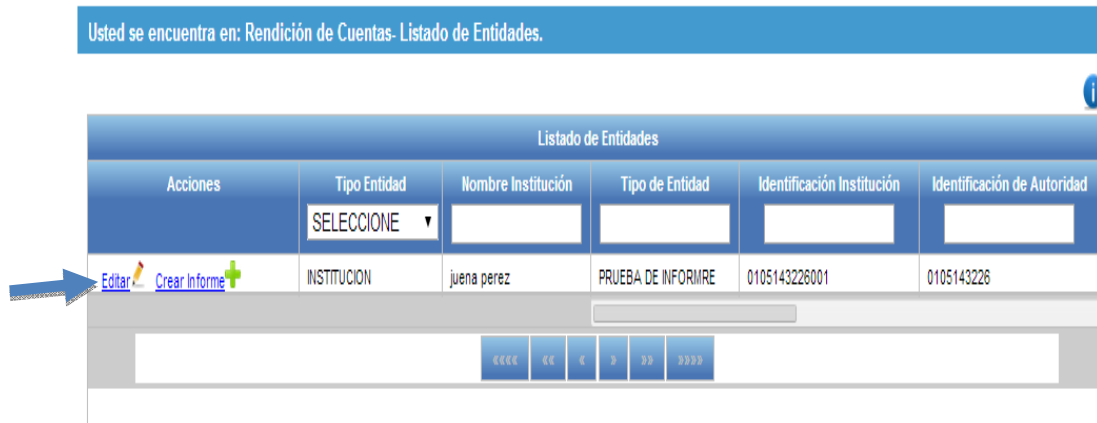 Usted se encuentra en: Rendición de Cuentas- Listado de Entidades.
i
Listado de Entidades
Acciones Tipo Entidad Nombre Institución Tipo de Entidad Identificación Institución Identificación de Autoridad
SELECCIONE
Editar Crear Informe INSTITUCION juena perez PRUEBA DE INFORMRE 0105143226001 0105143226
«««« «« « » »» »»»»